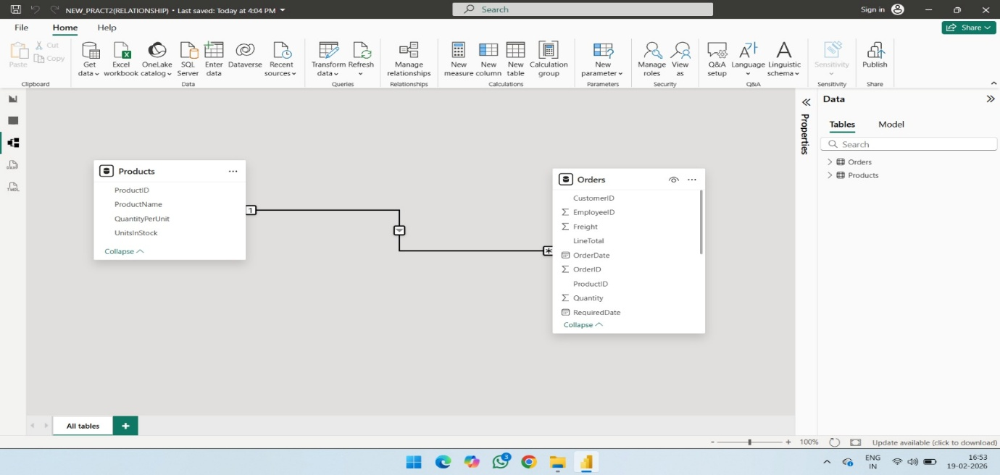 NEW_PRACT2(RELATIONSHIP) • Last saved: Today at 4:04 PM
Search
Sign in
File Home Help
Share
Paste
Cut
Copy
Clipboard
Get data
Excel workbook
OneLake catalog
SQL Server
Enter data
Dataverse
Recent sources
Data
Transform data
Refresh
Queries
Manage relationships
Relationships
New measure
New column
New table
Calculation group
Calculations
New parameter
Parameters
Manage roles
View as
Security
Q&A setup
Language
Linguistic schema
Q&A
Sensitivity
Sensitivity
Publish
Share
Products
ProductID
ProductName
QuantityPerUnit
UnitsInStock
Collapse
1
*
Orders
CustomerID
EmployeeID
Freight
LineTotal
OrderDate
OrderID
ProductID
Quantity
RequiredDate
Collapse
Properties
Data
Tables Model
Search
Orders
Products
All tables
+
- + 100%
Update available (click to download)
3
ENG
IN
16:53
19-02-2026